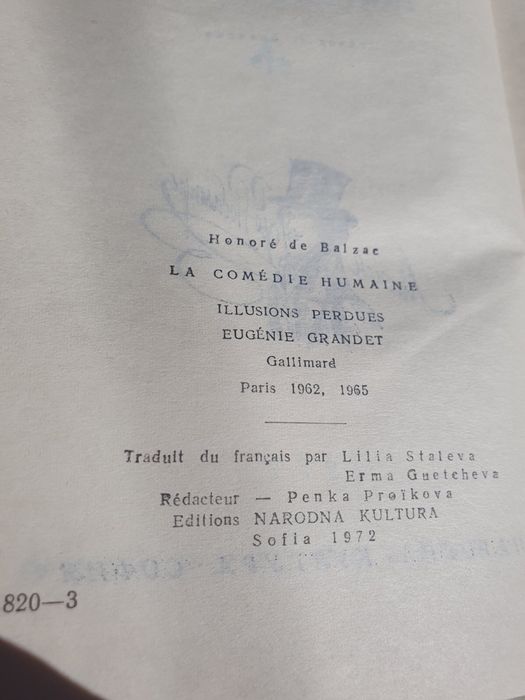 Honoré de Balzac
LA COMÉDIE HUMAINE
ILLUSIONS PERDUES
EUGÉNIE GRANDET
Gallimard
Paris 1962, 1965
Traduit du français par Lilia Staleva
Erma Guetcheva
Rédacteur — Penka Proïkova
Editions NARODNA KULTURA
Sofia 1972
820—3